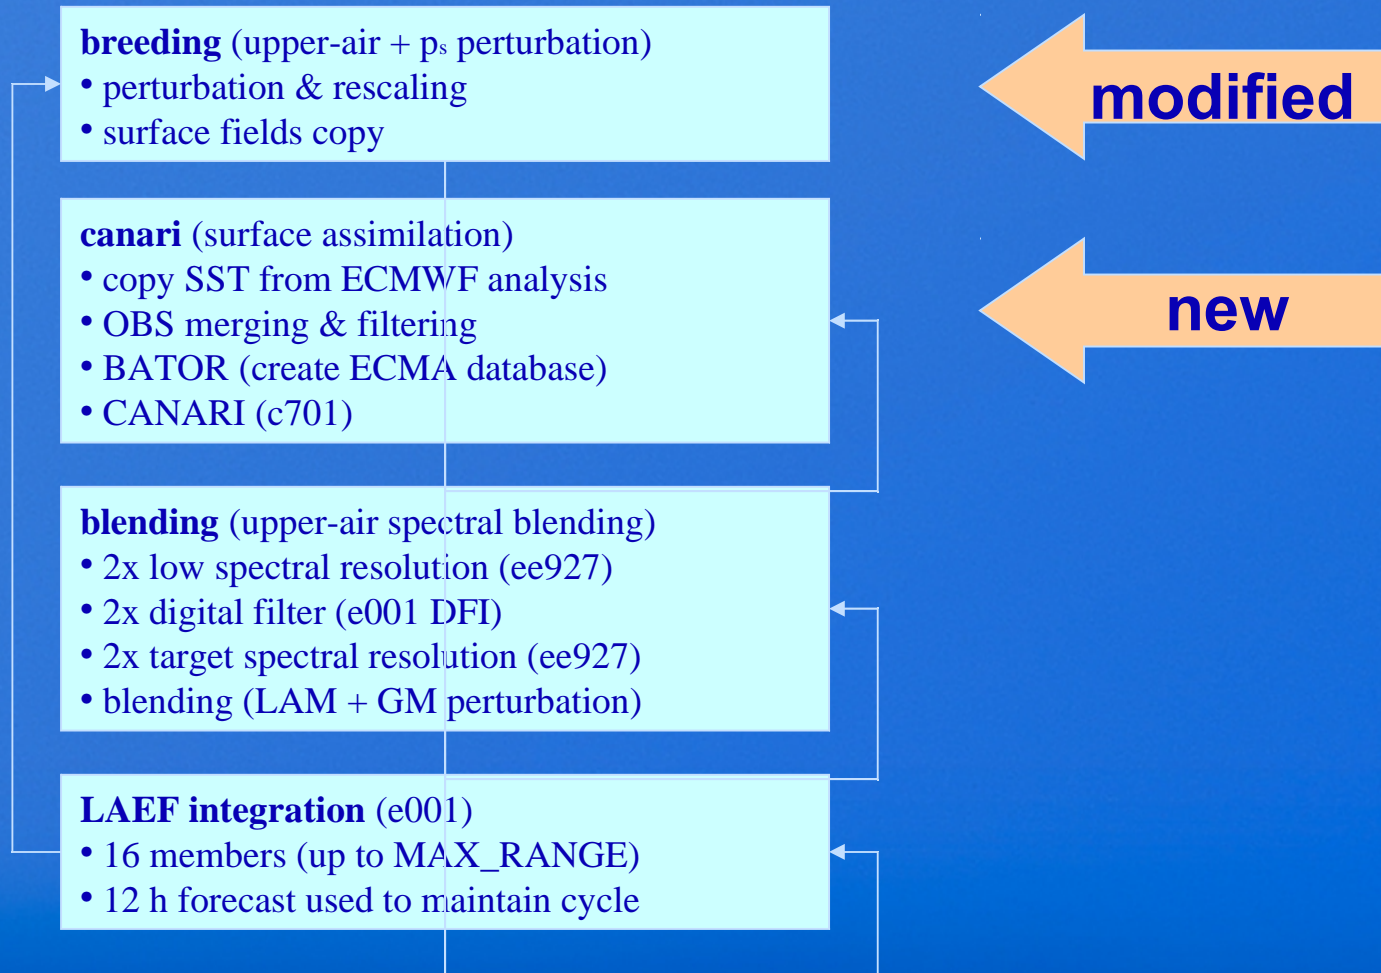 breeding (upper-air + ps perturbation)
• perturbation & rescaling
• surface fields copy
modified
canari (surface assimilation)
• copy SST from ECMWF analysis
• OBS merging & filtering
• BATOR (create ECMA database)
• CANARI (c701)
new
blending (upper-air spectral blending)
• 2x low spectral resolution (ee927)
• 2x digital filter (e001 DFI)
• 2x target spectral resolution (ee927)
• blending (LAM + GM perturbation)
LAEF integration (e001)
• 16 members (up to MAX_RANGE)
• 12 h forecast used to maintain cycle